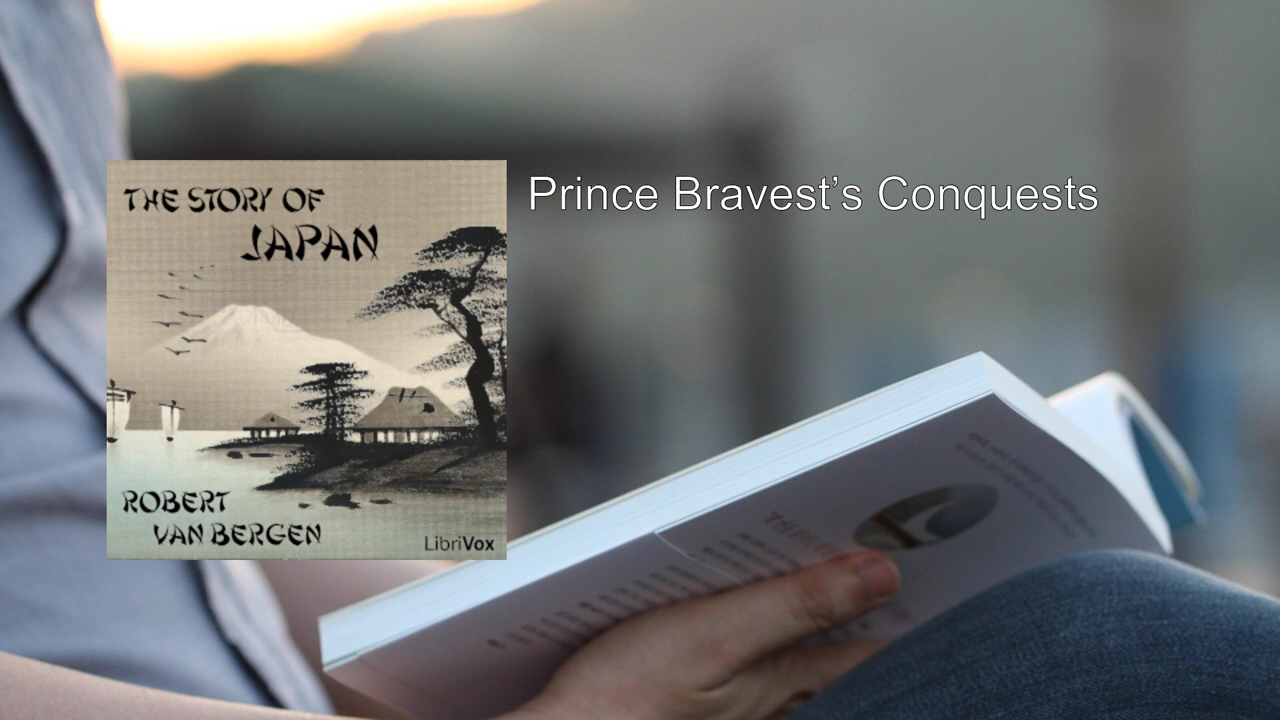 THE STORY OF
JAPAN
ROBERT
VAN BERGEN
LibriVox
Prince Bravest’s Conquests